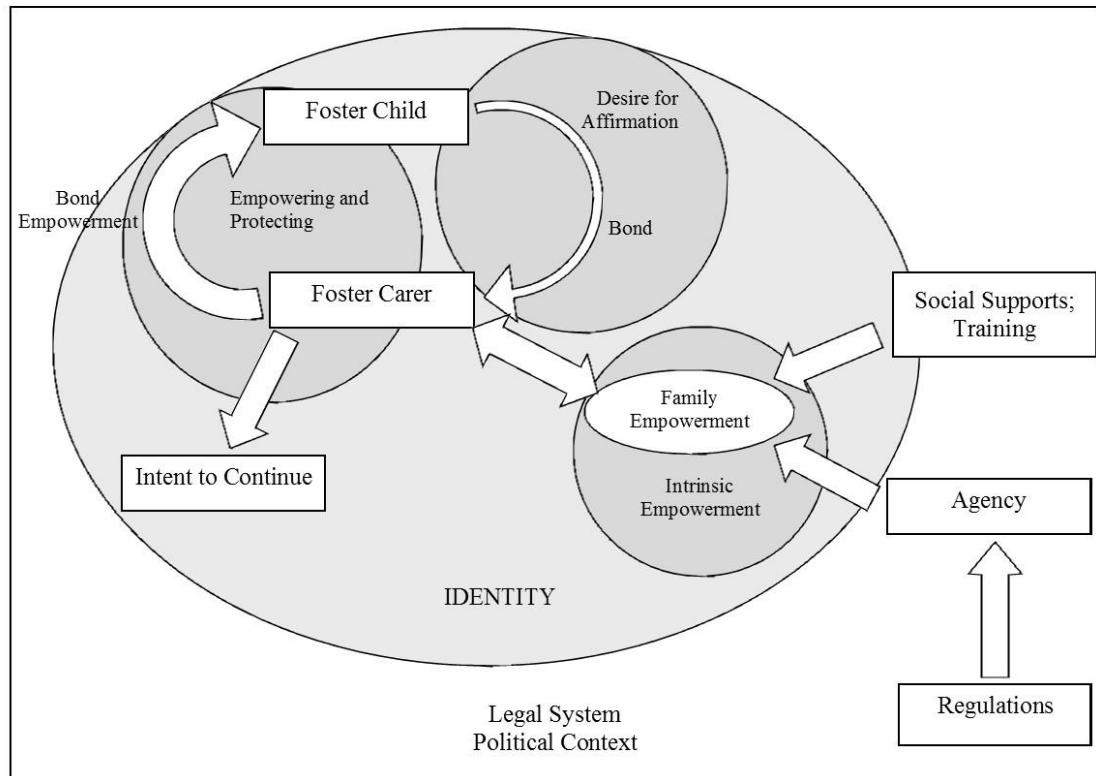 Foster Child
Desire for
Affirmation
Bond
Empowerment
Empowering and
Protecting
Bond
Foster Carer
Social Supports;
Training
Family
Empowerment
Intent to Continue
Intrinsic
Empowerment
Agency
IDENTITY
Regulations
Legal System
Political Context